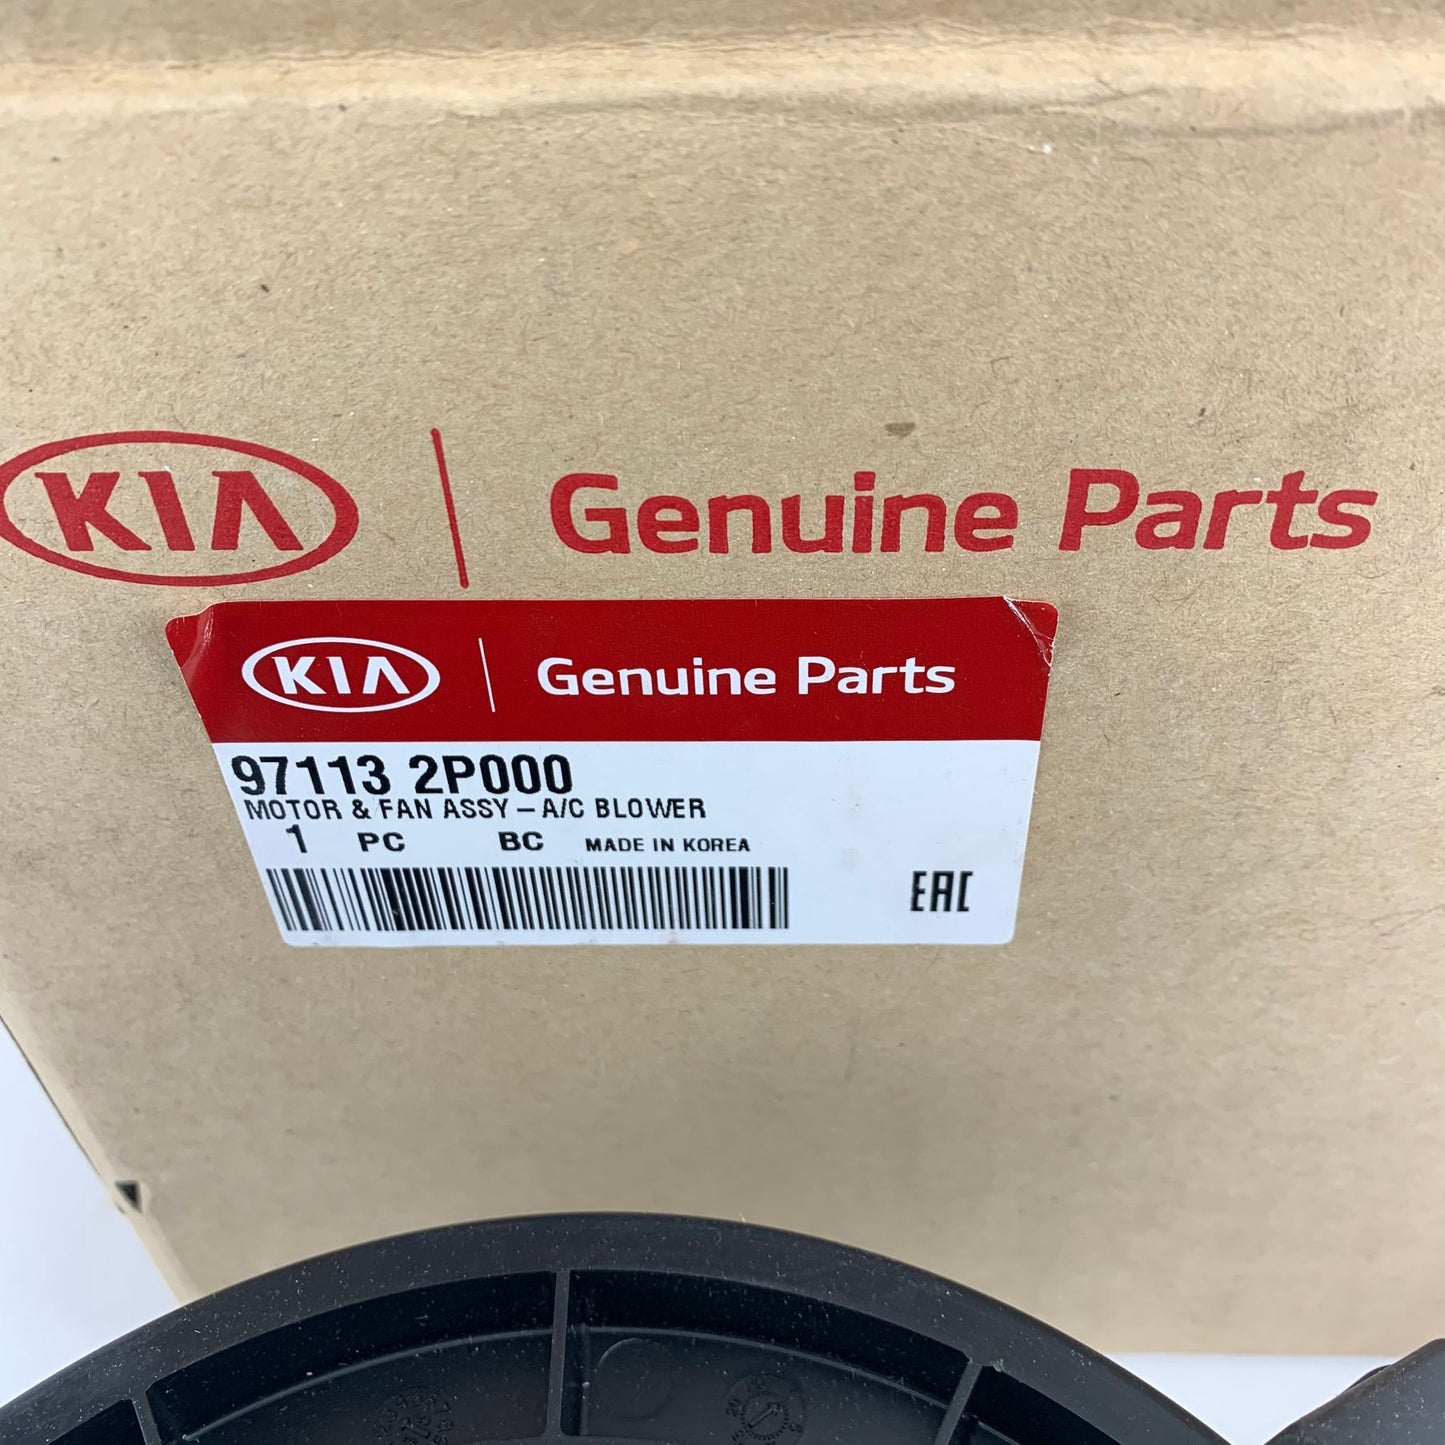 KIA Genuine Parts
KIA Genuine Parts
97113 2P000
MOTOR & FAN ASSY – A/C BLOWER
1 PC BC MADE IN KOREA
EAC